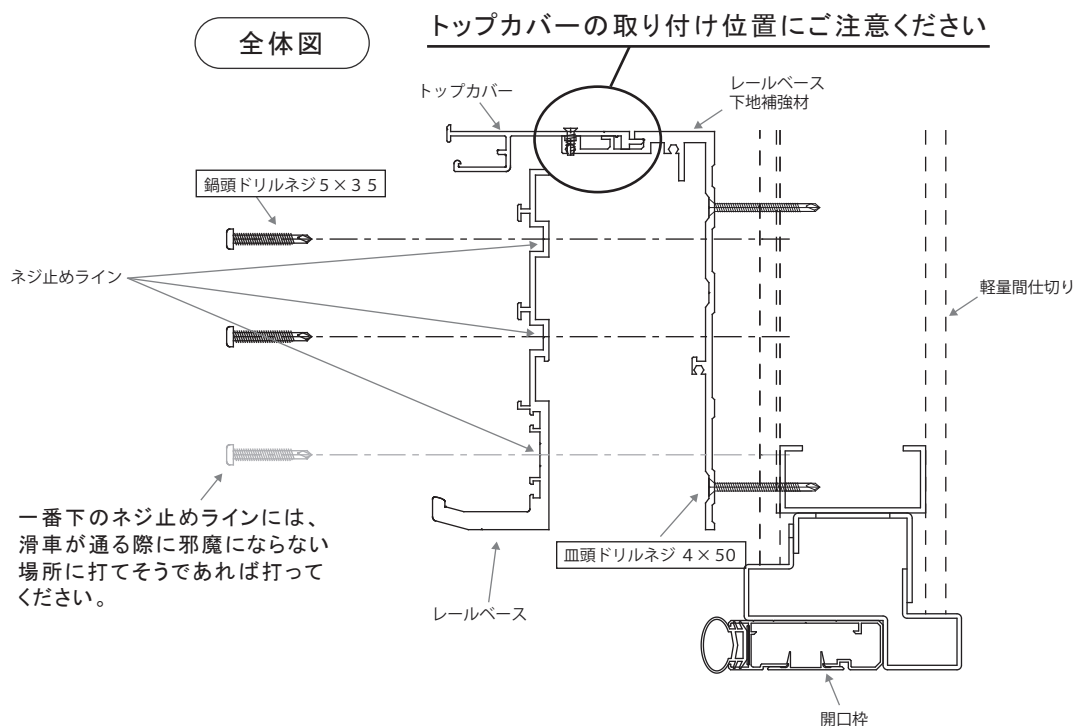 全体図
トップカバーの取り付け位置にご注意ください
トップカバー
レールベース
下地補強材
鍋頭ドリルネジ5×35
ネジ止めライン
軽量間仕切り
一番下のネジ止めラインには、
滑車が通る際に邪魔にならない
場所に打てそうであれば打って
ください。
皿頭ドリルネジ 4×50
レールベース
開口枠